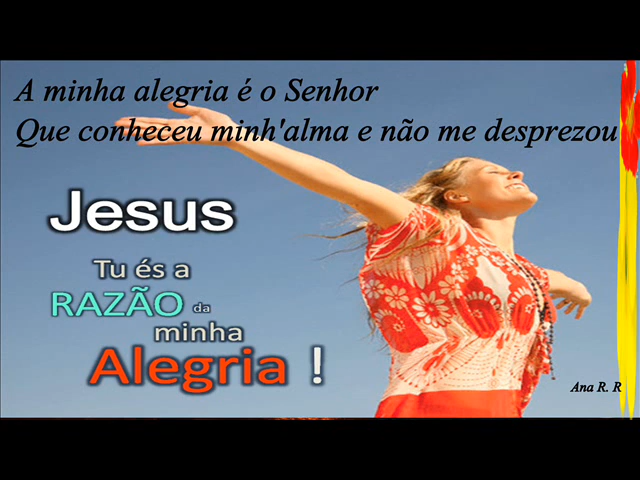 A minha alegria é o Senhor
Que conheceu minh'alma e não me desprezou
Jesus
Tu és a
RAZÃO da
minha
Alegria !
Ana R. R